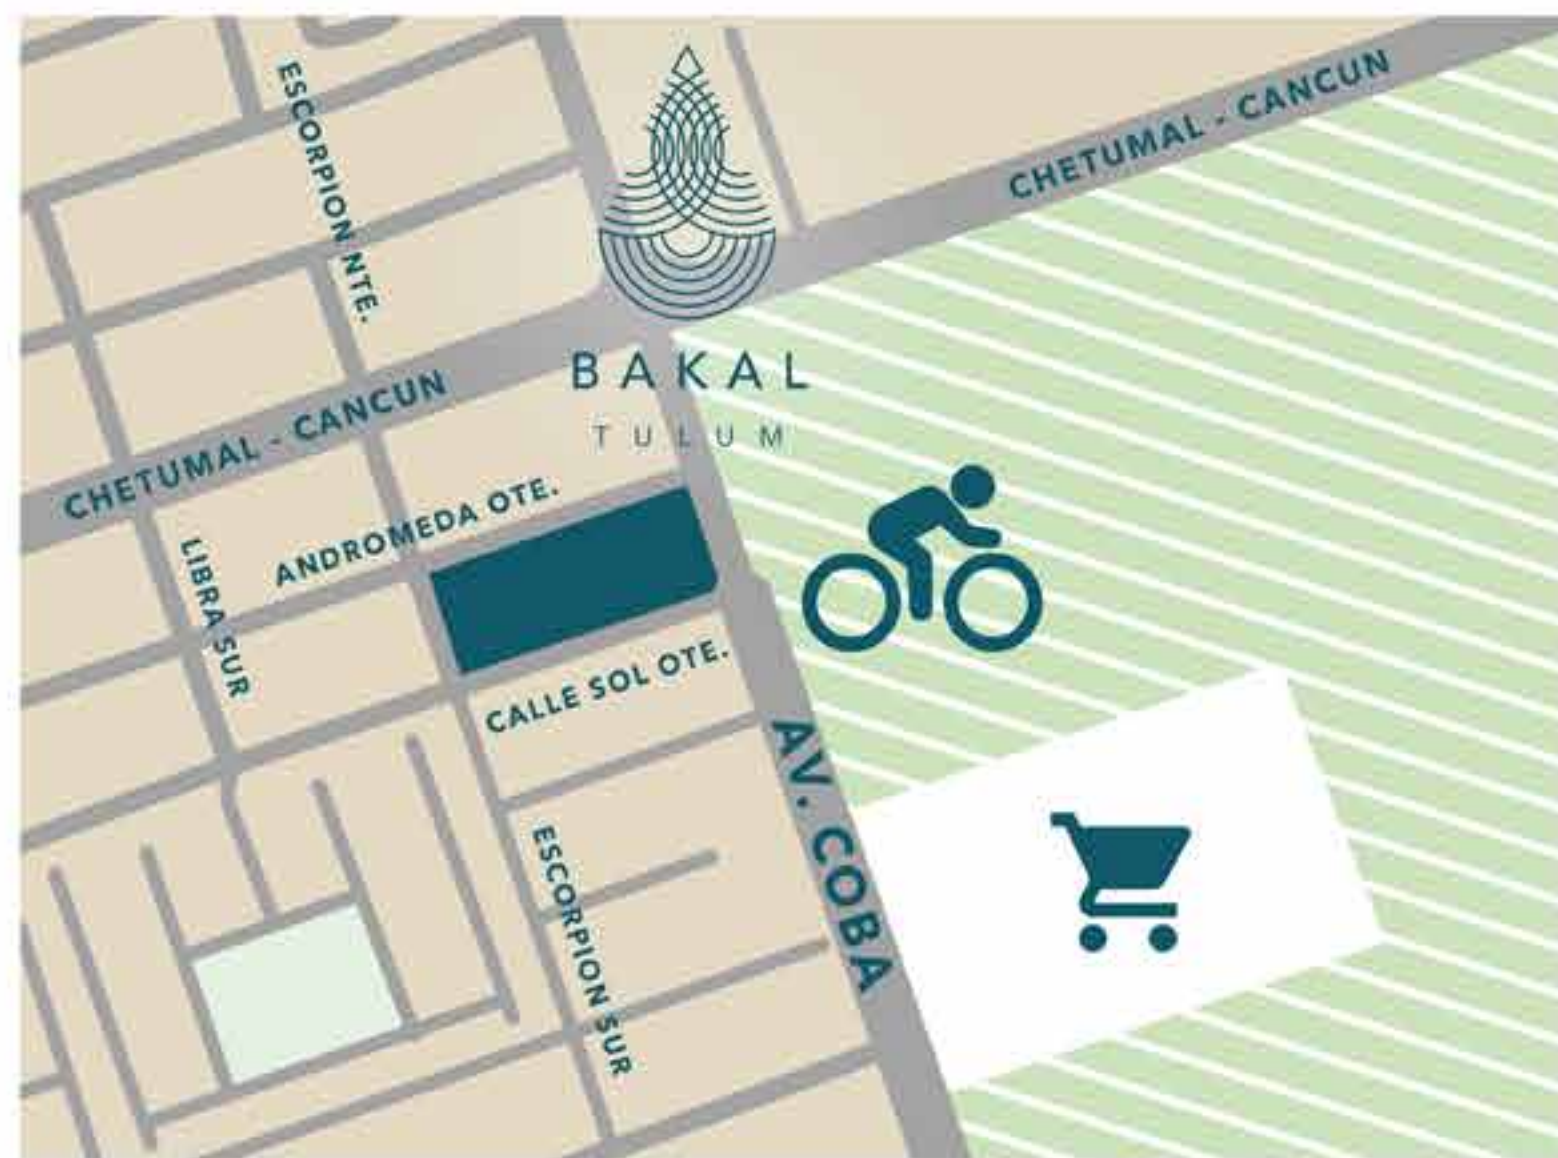 ESCORPION NTE.
CHETUMAL - CANCUN
BAKAL
TULUM
CHETUMAL - CANCUN
ANDROMEDA OTE.
LIBRA SUR
CALLE SOL OTE.
AV. COBA
ESCORPION SUR